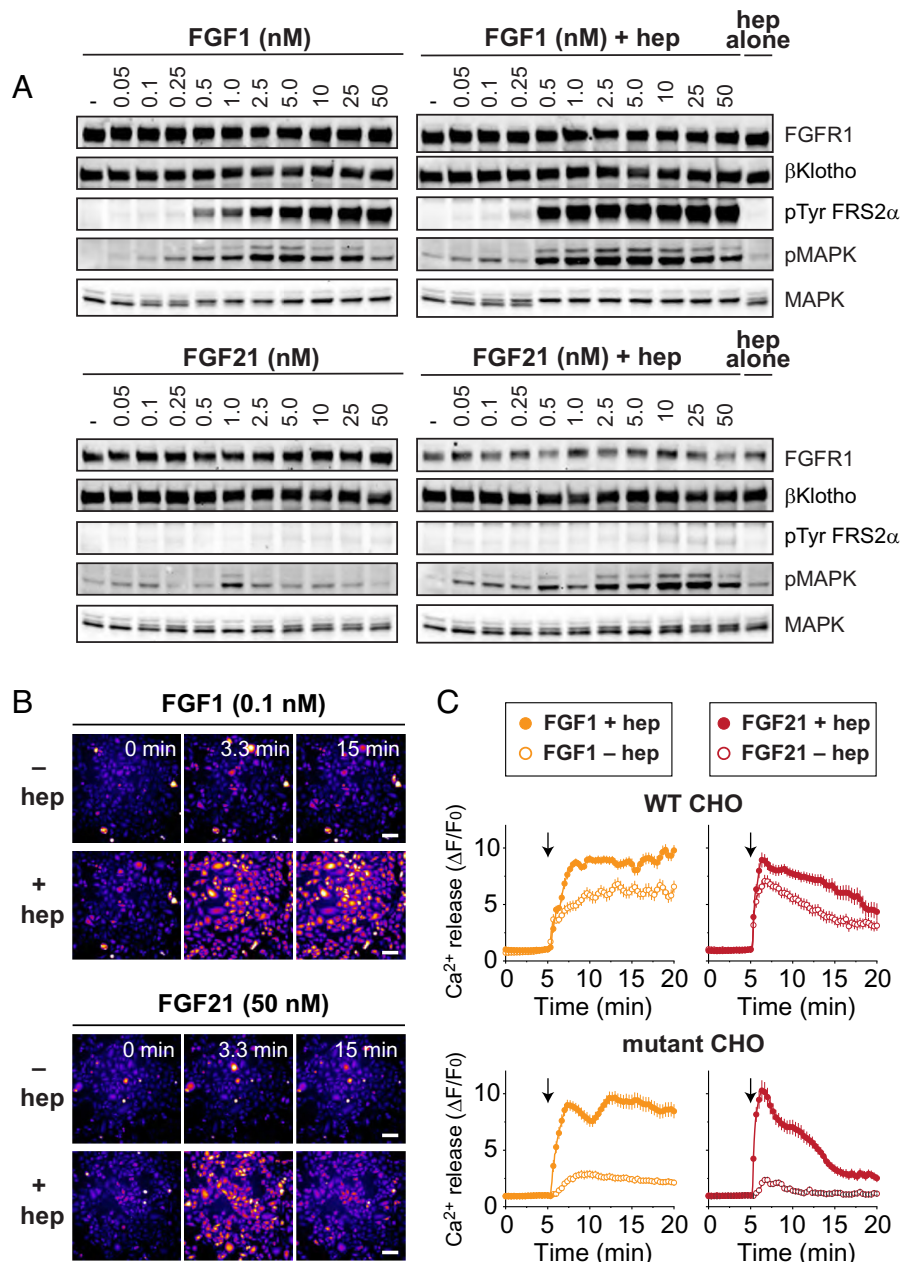 A
FGF1 (nM)
FGF1 (nM) + hep
hep alone
- 0.05 0.1 0.25 0.5 1.0 2.5 5.0 10 25 50
- 0.05 0.1 0.25 0.5 1.0 2.5 5.0 10 25 50
FGFR1
βKlotho
pTyr FRS2α
pMAPK
MAPK
FGF21 (nM)
FGF21 (nM) + hep
hep alone
- 0.05 0.1 0.25 0.5 1.0 2.5 5.0 10 25 50
- 0.05 0.1 0.25 0.5 1.0 2.5 5.0 10 25 50
FGFR1
βKlotho
pTyr FRS2α
pMAPK
MAPK
B
FGF1 (0.1 nM)
– hep
0 min 3.3 min 15 min
+ hep
FGF21 (50 nM)
– hep
0 min 3.3 min 15 min
+ hep
C
FGF1 + hep
FGF1 – hep
FGF21 + hep
FGF21 – hep
WT CHO
Ca2+ release (ΔF/F0)
10
5
0
0 5 10 15 20
Time (min)
0 5 10 15 20
Time (min)
mutant CHO
Ca2+ release (ΔF/F0)
10
5
0
0 5 10 15 20
Time (min)
0 5 10 15 20
Time (min)